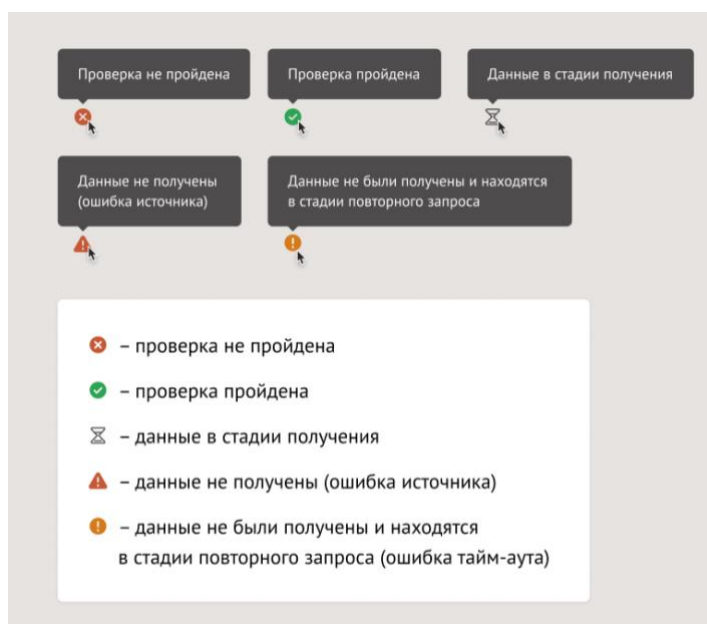 Проверка не пройдена
Проверка пройдена
Данные в стадии получения
Данные не получены
(ошибка источника)
Данные не были получены и находятся
в стадии повторного запроса
– проверка не пройдена
– проверка пройдена
– данные в стадии получения
– данные не получены (ошибка источника)
– данные не были получены и находятся
в стадии повторного запроса (ошибка тайм-аута)